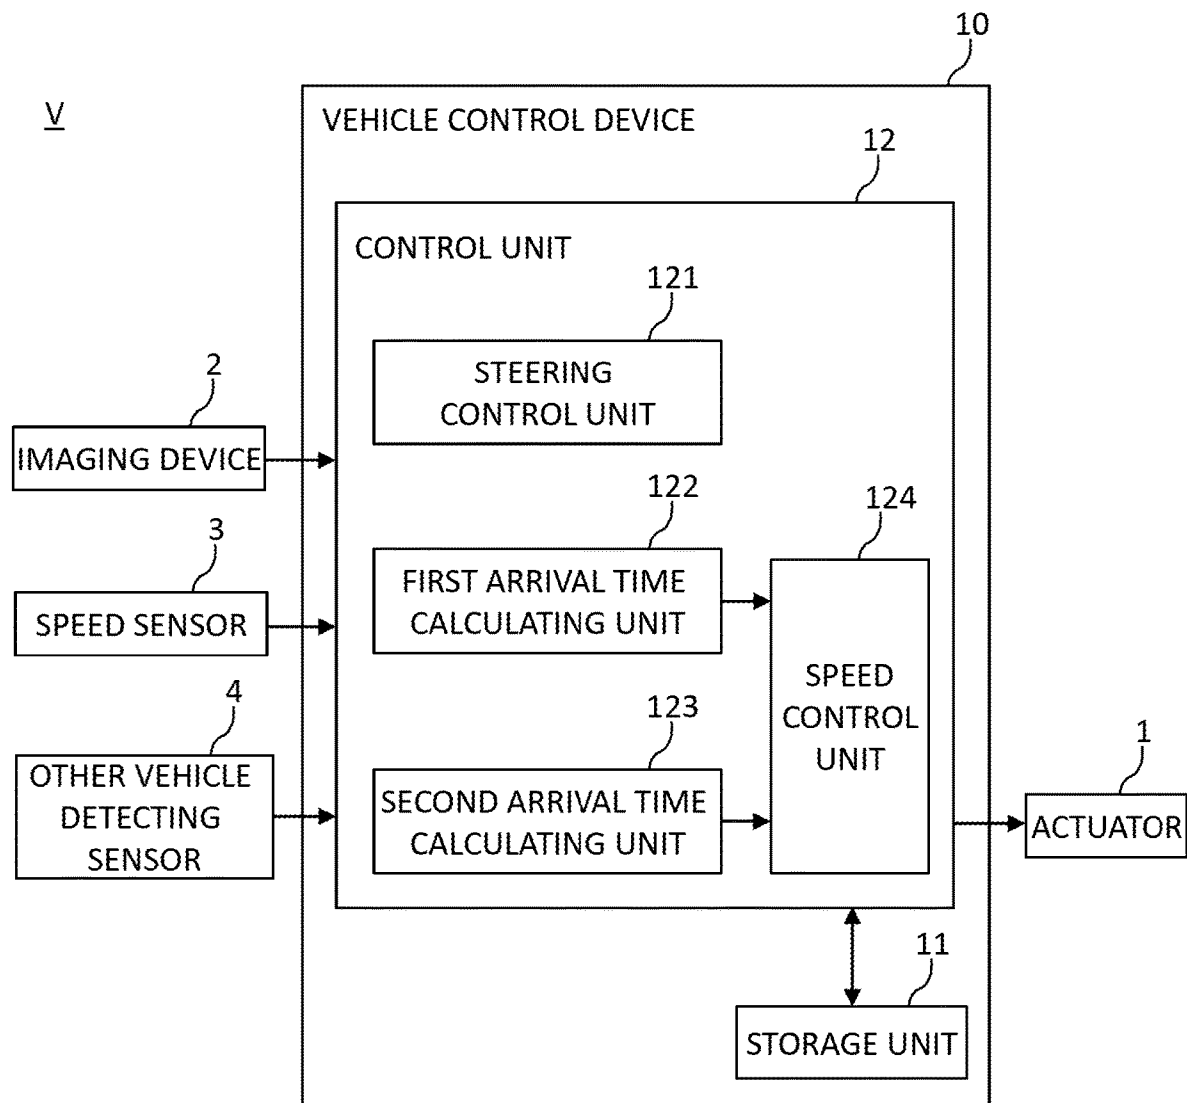 10
V
VEHICLE CONTROL DEVICE
12
CONTROL UNIT
121
STEERING
CONTROL UNIT
2
IMAGING DEVICE
122
FIRST ARRIVAL TIME
CALCULATING UNIT
124
SPEED
CONTROL
UNIT
3
SPEED SENSOR
123
SECOND ARRIVAL TIME
CALCULATING UNIT
4
OTHER VEHICLE
DETECTING
SENSOR
1
ACTUATOR
11
STORAGE UNIT